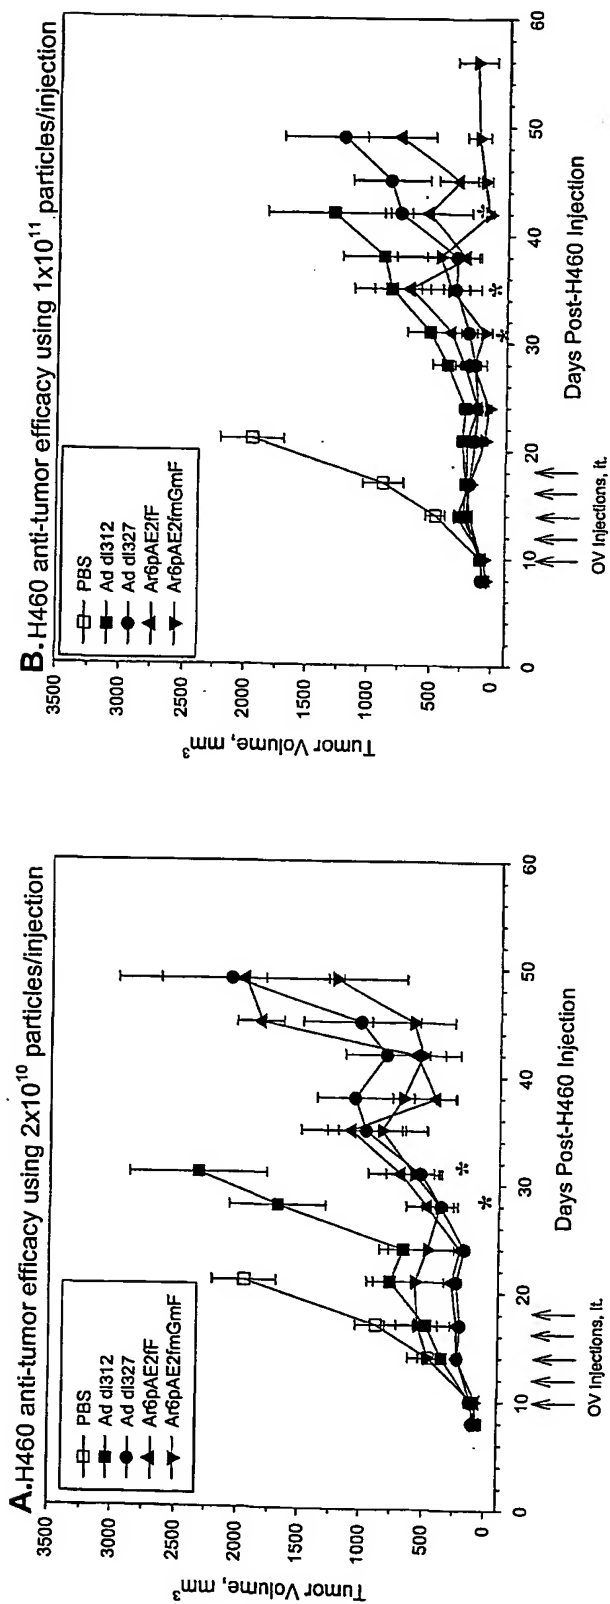 A. H460 anti-tumor efficacy using 2x10¹⁰ particles/injection
3500
3000
2500
2000
1500
1000
500
0
Tumor Volume, mm³
PBS
Ad dl312
Ad dl327
Ar6pAE2fF
Ar6pAE2fmGmF
*
*
0
10
20
30
40
50
60
OV Injections, it.
Days Post-H460 Injection
B. H460 anti-tumor efficacy using 1x10¹¹ particles/injection
3500
3000
2500
2000
1500
1000
500
0
Tumor Volume, mm³
PBS
Ad dl312
Ad dl327
Ar6pAE2fF
Ar6pAE2fmGmF
*
*
*
0
10
20
30
40
50
60
OV Injections, it.
Days Post-H460 Injection